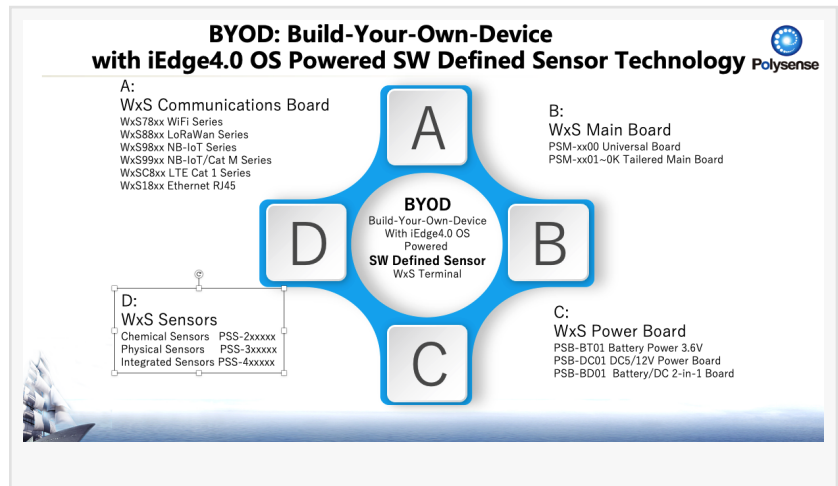 BYOD: Build-Your-Own-Device
with iEdge4.0 OS Powered SW Defined Sensor Technology
Polysense
A:
WxS Communications Board
WxS78xx WiFi Series
WxS88xx LoRaWan Series
WxS98xx NB-IoT Series
WxS99xx NB-IoT/Cat M Series
WxSC8xx LTE Cat 1 Series
WxS18xx Ethernet RJ45
A
B:
WxS Main Board
PSM-xx00 Universal Board
PSM-xx01~0K Tailered Main Board
D
BYOD
Build-Your-Own-Device
With iEdge4.0 OS
Powered
SW Defined Sensor
WxS Terminal
B
D:
WxS Sensors
Chemical Sensors PSS-2xxxxx
Physical Sensors PSS-3xxxxx
Integrated Sensors PSS-4xxxxx
C
C:
WxS Power Board
PSB-BT01 Battery Power 3.6V
PSB-DC01 DC5/12V Power Board
PSB-BD01 Battery/DC 2-in-1 Board